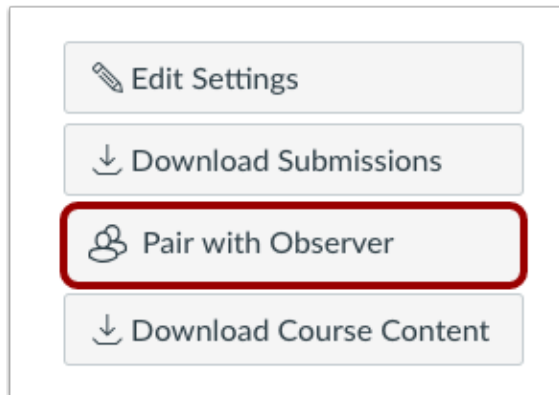 Edit Settings
Download Submissions
Pair with Observer
Download Course Content